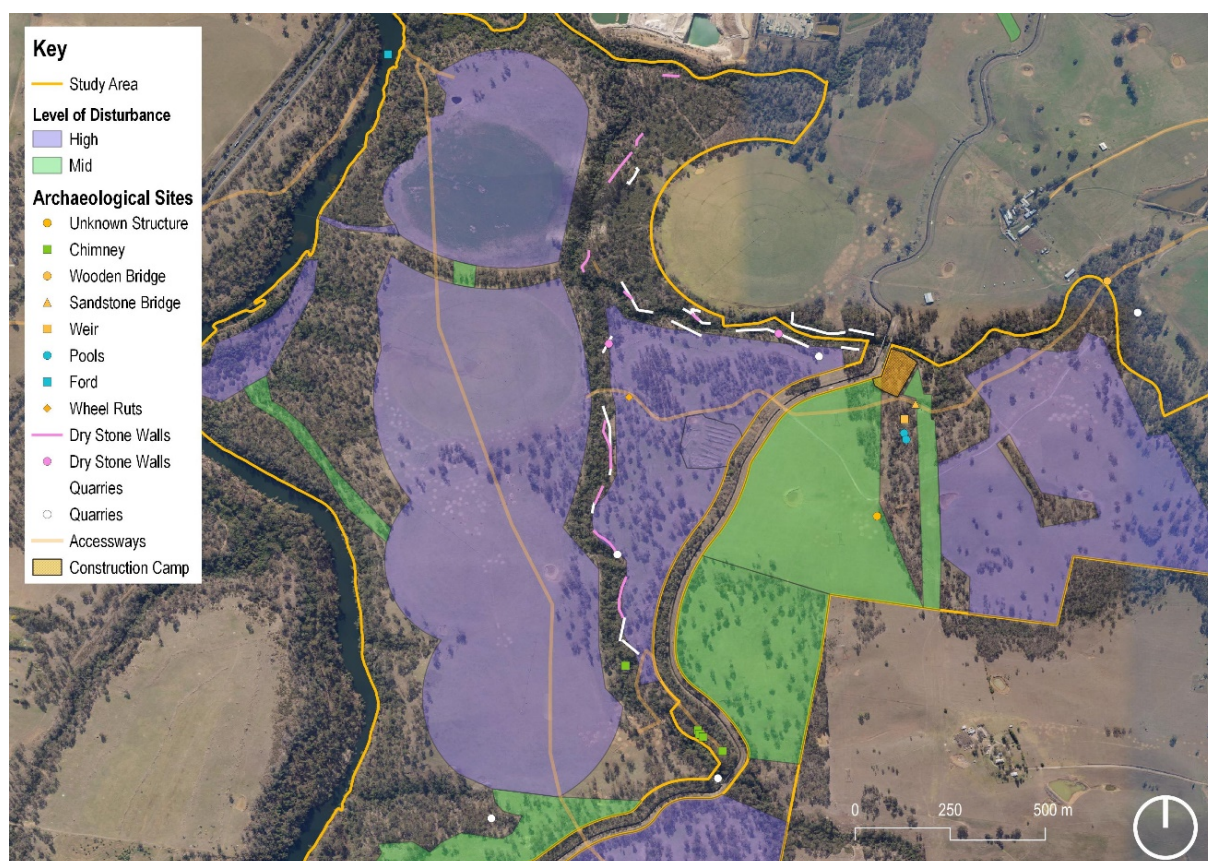 Key
Study Area
Level of Disturbance
High
Mid
Archaeological Sites
Unknown Structure
Chimney
Wooden Bridge
Sandstone Bridge
Weir
Pools
Ford
Wheel Ruts
Dry Stone Walls
Dry Stone Walls
Quarries
Quarries
Accessways
Construction Camp
0 250 500 m